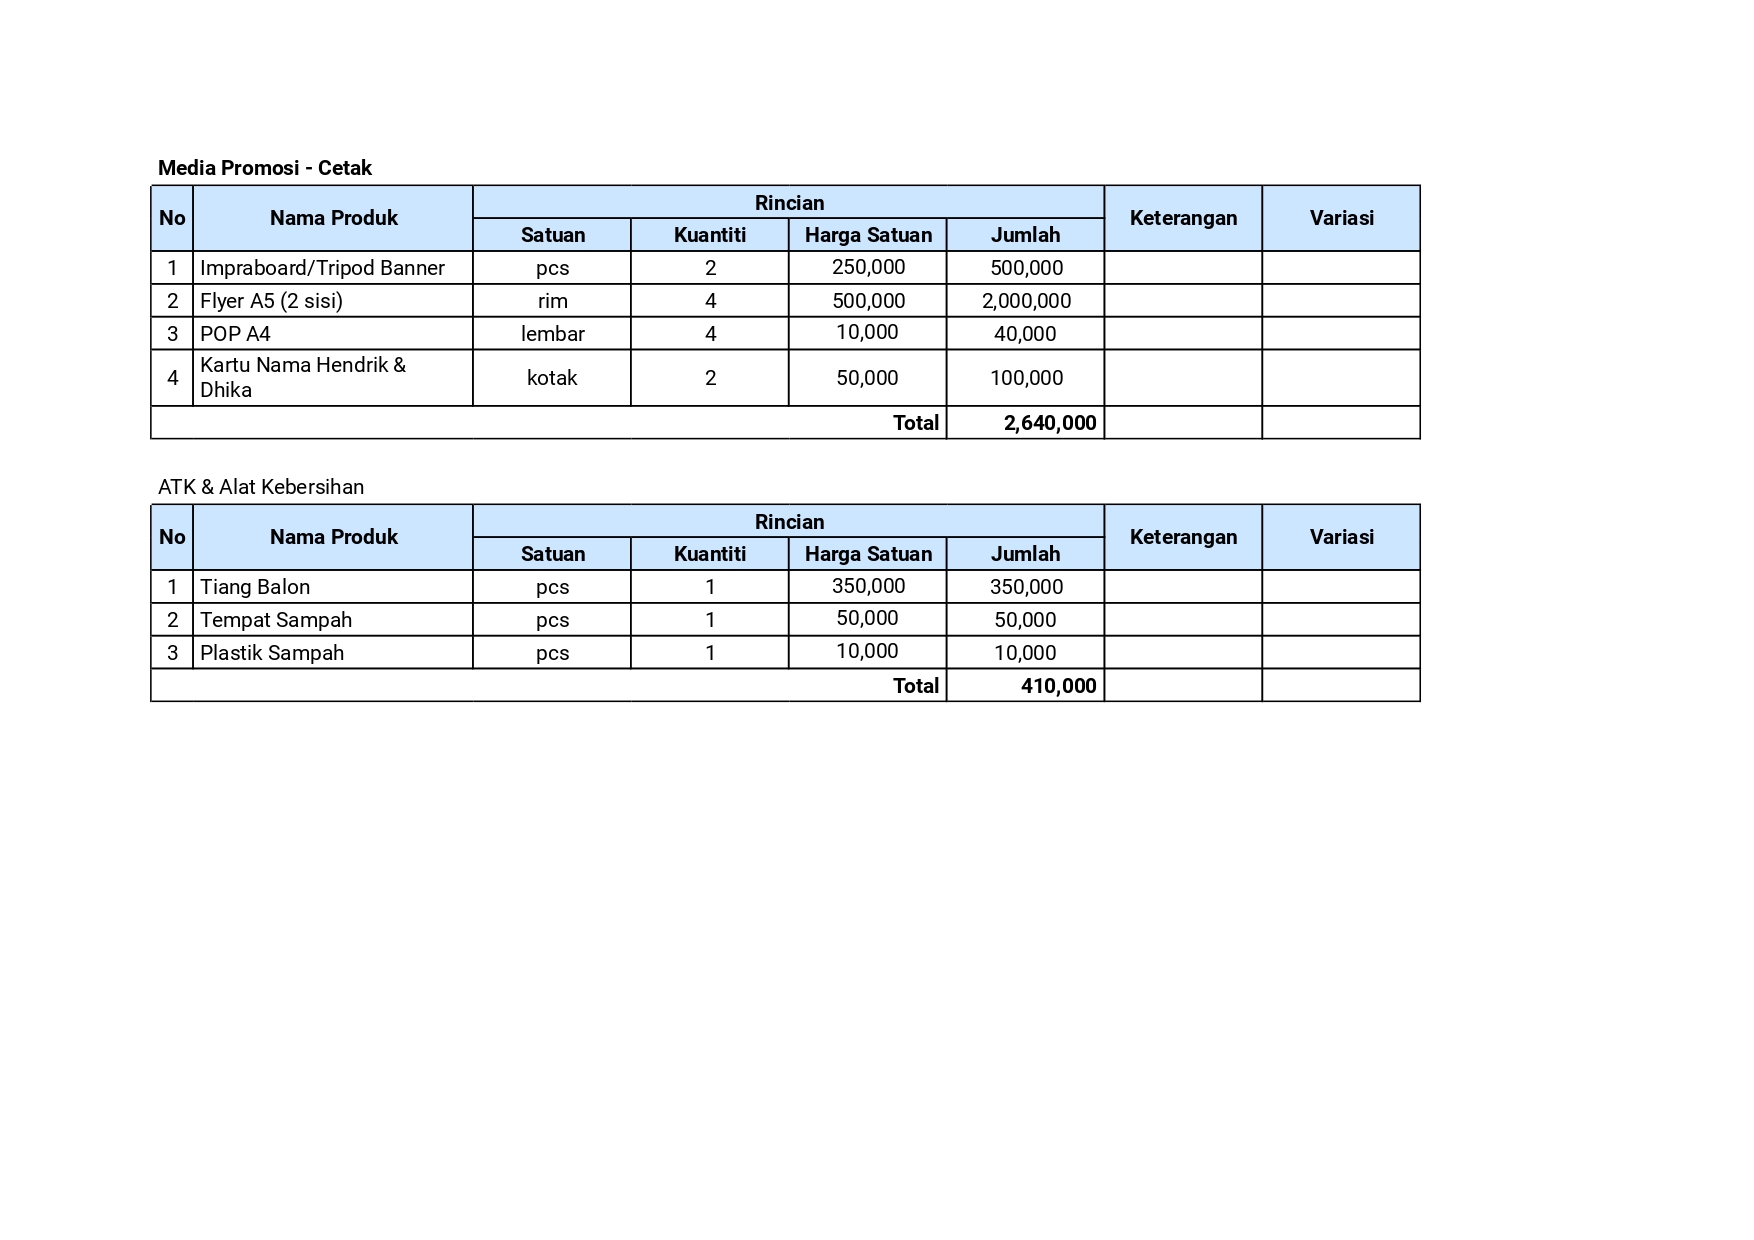 Media Promosi - Cetak
No Nama Produk Rincian Keterangan Variasi
Satuan Kuantiti Harga Satuan Jumlah
1 Impraboard/Tripod Banner pcs 2 250,000 500,000
2 Flyer A5 (2 sisi) rim 4 500,000 2,000,000
3 POP A4 lembar 4 10,000 40,000
4 Kartu Nama Hendrik &
Dhika kotak 2 50,000 100,000
Total 2,640,000
ATK & Alat Kebersihan
No Nama Produk Rincian Keterangan Variasi
Satuan Kuantiti Harga Satuan Jumlah
1 Tiang Balon pcs 1 350,000 350,000
2 Tempat Sampah pcs 1 50,000 50,000
3 Plastik Sampah pcs 1 10,000 10,000
Total 410,000